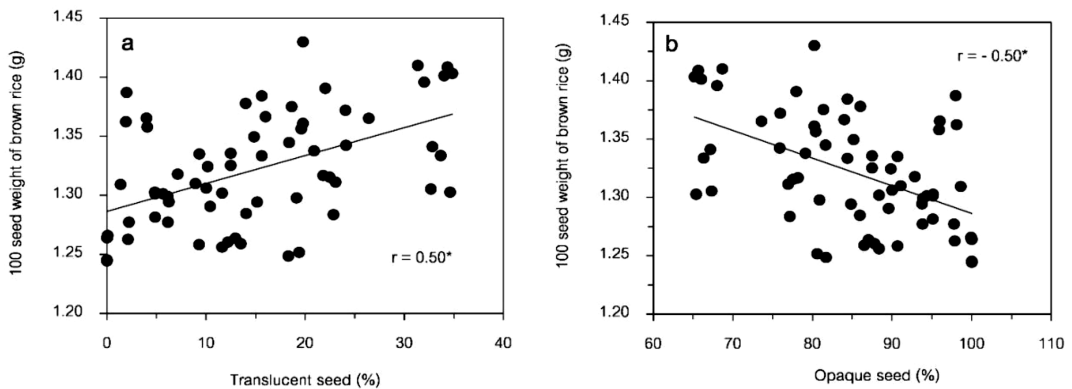 1.45
1.40
1.35
1.30
1.25
1.20
100 seed weight of brown rice (g)
a
r = 0.50*
0 10 20 30 40
Translucent seed (%)
1.45
1.40
1.35
1.30
1.25
1.20
100 seed weight of brown rice (g)
b
r = - 0.50*
60 70 80 90 100 110
Opaque seed (%)